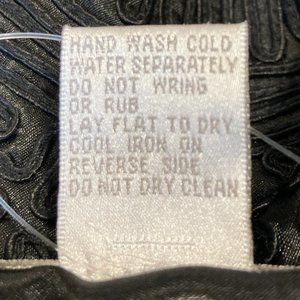 HAND WASH COLD
WATER SEPARATELY
DO NOT WRING
OR RUB
LAY FLAT TO DRY
COOL IRON ON
REVERSE SIDE
DO NOT DRY CLEAN